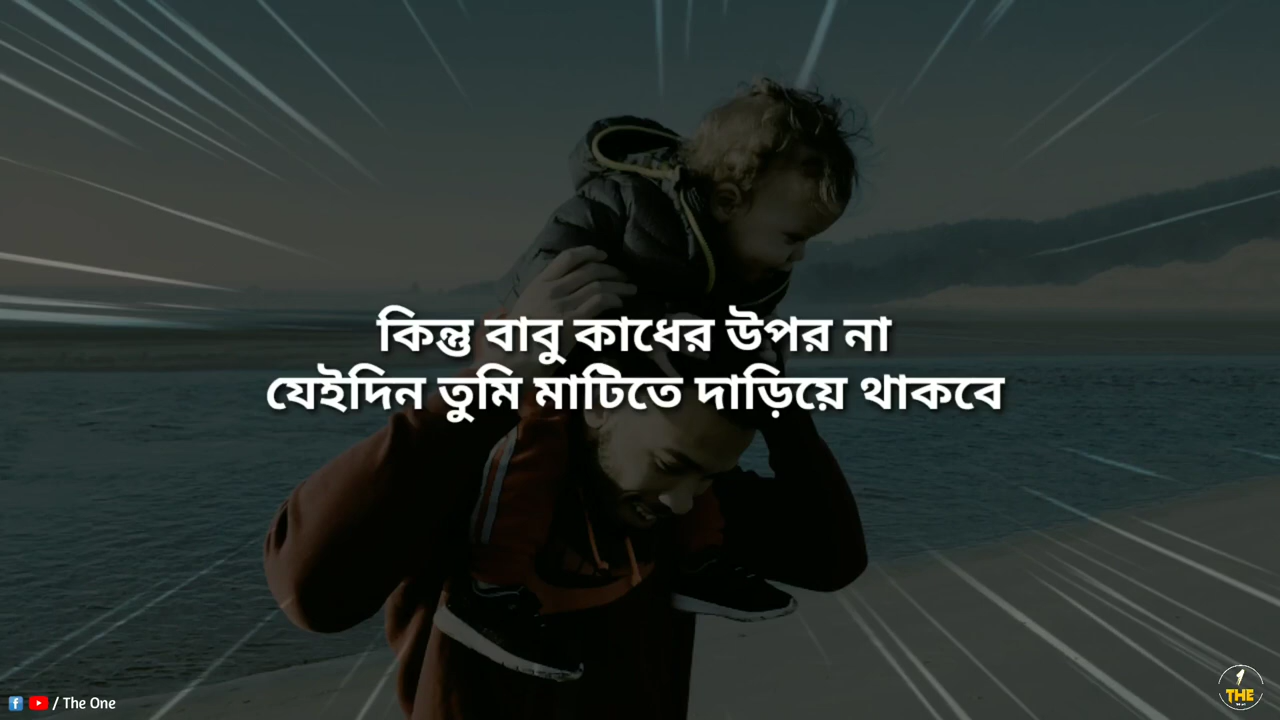 কিন্তু বাবু কাধের উপর না
যেইদিন তুমি মাটিতে দাড়িয়ে থাকবে
/ The One
THE